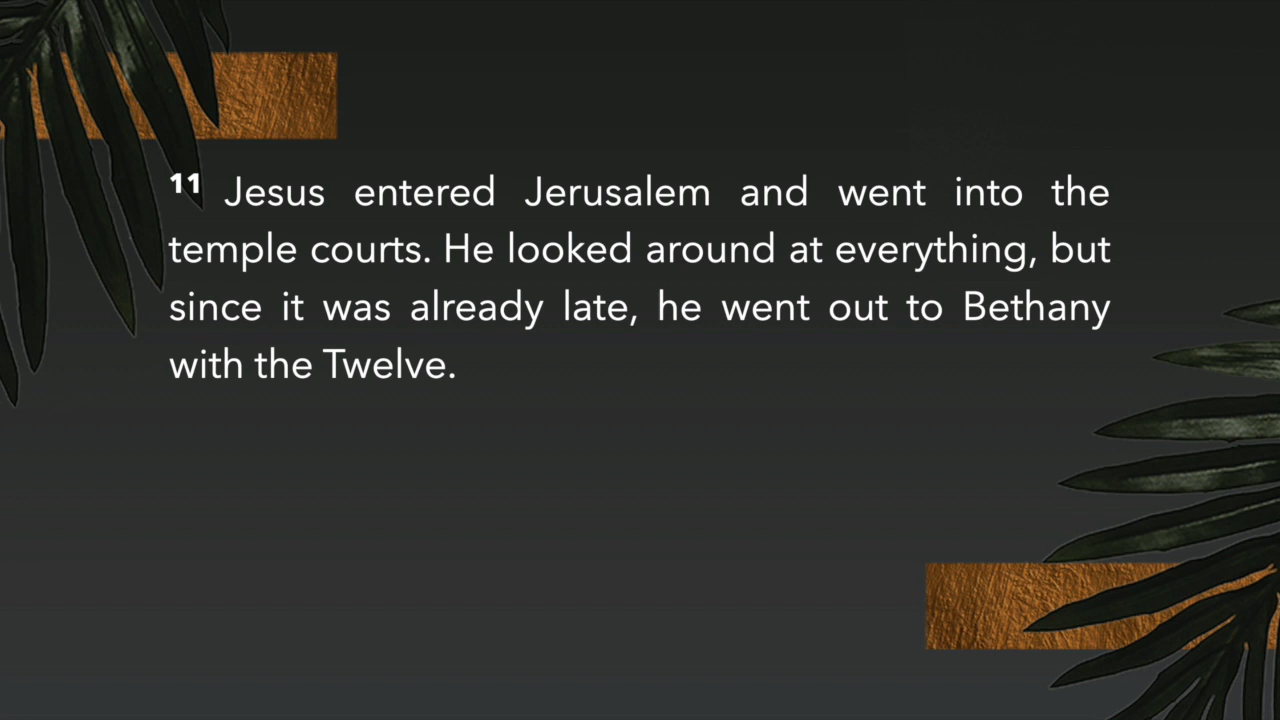 11 Jesus entered Jerusalem and went into the
temple courts. He looked around at everything, but
since it was already late, he went out to Bethany
with the Twelve.